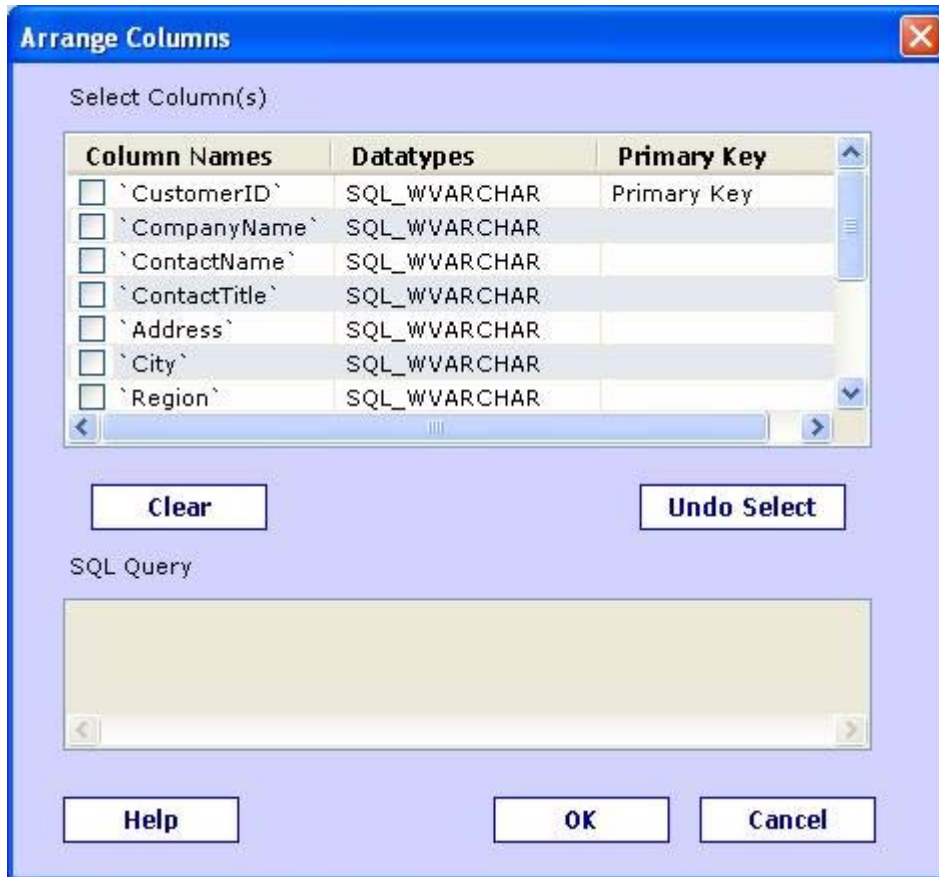 Arrange Columns
Select Column(s)
Column Names Datatypes Primary Key
`CustomerID` SQL_WVARCHAR Primary Key
`CompanyName` SQL_WVARCHAR
`ContactName` SQL_WVARCHAR
`ContactTitle` SQL_WVARCHAR
`Address` SQL_WVARCHAR
`City` SQL_WVARCHAR
`Region` SQL_WVARCHAR
Clear Undo Select
SQL Query
Help OK Cancel